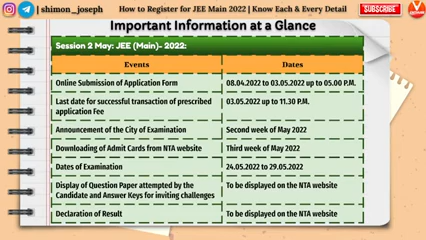 | shimon_joseph
How to Register for JEE Main 2022 | Know Each & Every Detail
SUBSCRIBE
Important Information at a Glance
Session 2 May: JEE (Main)- 2022:
Events
Dates
Online Submission of Application Form
08.04.2022 to 03.05.2022 up to 05.00 P.M.
Last date for successful transaction of prescribed
application Fee
03.05.2022 up to 11.30 P.M.
Announcement of the City of Examination
Second week of May 2022
Downloading of Admit Cards from NTA website
Third week of May 2022
Dates of Examination
24.05.2022 to 29.05.2022
Display of Question Paper attempted by the
Candidate and Answer Keys for inviting challenges
To be displayed on the NTA website
Declaration of Result
To be displayed on the NTA website